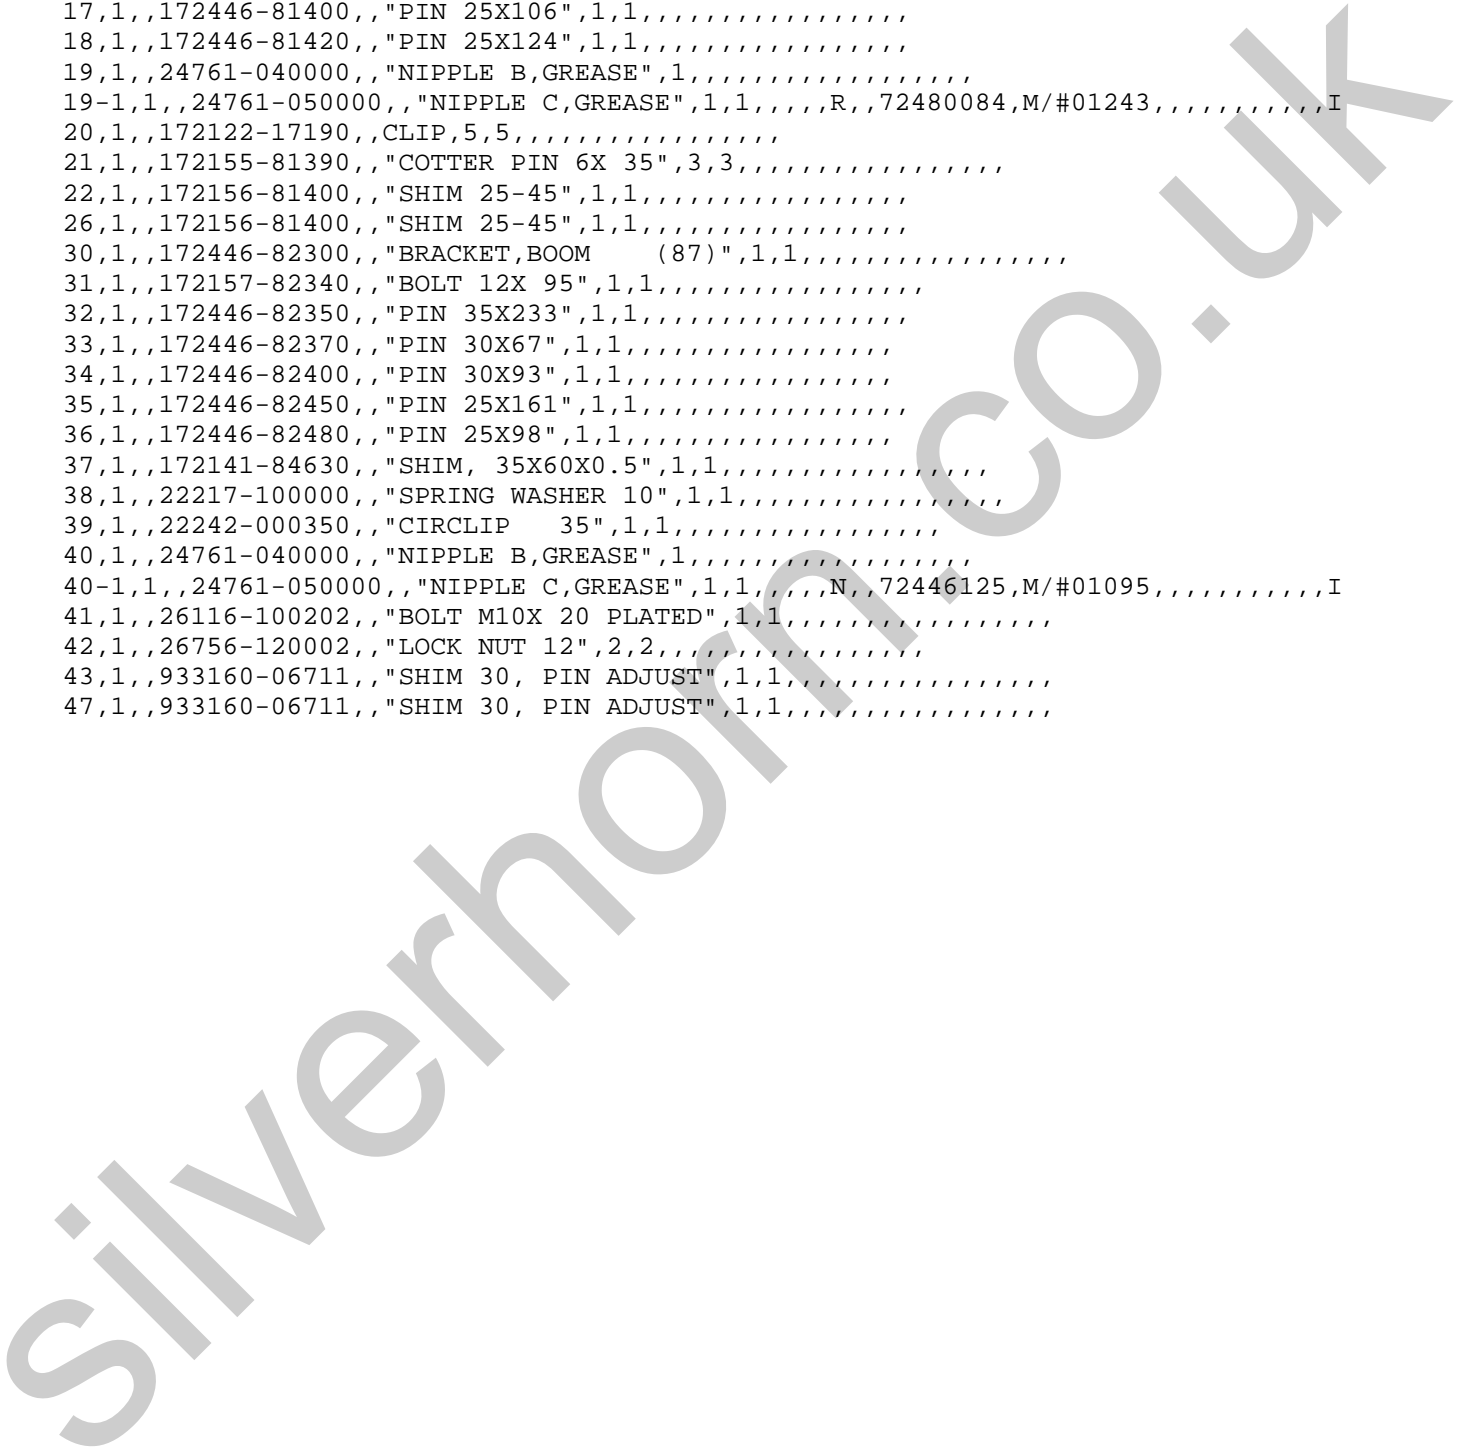 17,1,,172446-81400,,"PIN 25X106",1,1,,,,,,,,,,,,,,,,,
18,1,,172446-81420,,"PIN 25X124",1,1,,,,,,,,,,,,,,,,,
19,1,,24761-040000,,"NIPPLE B,GREASE",1,,,,,,,,,,,,,,,,,,
19-1,1,,24761-050000,,"NIPPLE C,GREASE",1,1,,,,,R,,72480084,M/#01243,,,,,,,,,,,I
20,1,,172122-17190,,CLIP,5,5,,,,,,,,,,,,,,,,,
21,1,,172155-81390,,"COTTER PIN 6X 35",3,3,,,,,,,,,,,,,,,,,
22,1,,172156-81400,,"SHIM 25-45",1,1,,,,,,,,,,,,,,,,,
26,1,,172156-81400,,"SHIM 25-45",1,1,,,,,,,,,,,,,,,,,
30,1,,172446-82300,,"BRACKET,BOOM    (87)",1,1,,,,,,,,,,,,,,,,,
31,1,,172157-82340,,"BOLT 12X 95",1,1,,,,,,,,,,,,,,,,,
32,1,,172446-82350,,"PIN 35X233",1,1,,,,,,,,,,,,,,,,,
33,1,,172446-82370,,"PIN 30X67",1,1,,,,,,,,,,,,,,,,,
34,1,,172446-82400,,"PIN 30X93",1,1,,,,,,,,,,,,,,,,,
35,1,,172446-82450,,"PIN 25X161",1,1,,,,,,,,,,,,,,,,,
36,1,,172446-82480,,"PIN 25X98",1,1,,,,,,,,,,,,,,,,,
37,1,,172141-84630,,"SHIM, 35X60X0.5",1,1,,,,,,,,,,,,,,,,,
38,1,,22217-100000,,"SPRING WASHER 10",1,1,,,,,,,,,,,,,,,,,
39,1,,22242-000350,,"CIRCLIP   35",1,1,,,,,,,,,,,,,,,,,
40,1,,24761-040000,,"NIPPLE B,GREASE",1,,,,,,,,,,,,,,,,,,
40-1,1,,24761-050000,,"NIPPLE C,GREASE",1,1,,,,,N,,72446125,M/#01095,,,,,,,,,,,I
41,1,,26116-100202,,"BOLT M10X 20 PLATED",1,1,,,,,,,,,,,,,,,,,
42,1,,26756-120002,,"LOCK NUT 12",2,2,,,,,,,,,,,,,,,,,
43,1,,933160-06711,,"SHIM 30, PIN ADJUST",1,1,,,,,,,,,,,,,,,,,
47,1,,933160-06711,,"SHIM 30, PIN ADJUST",1,1,,,,,,,,,,,,,,,,,
silverhorn.co.uk